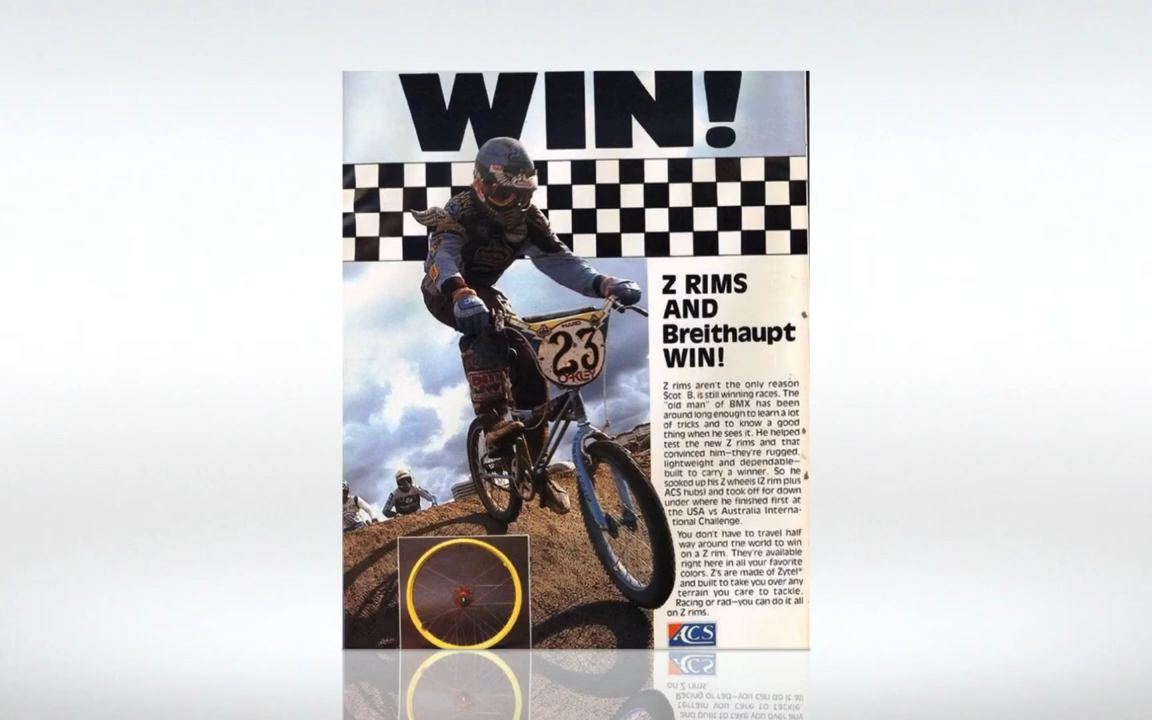 WIN!
HARO
23
OAKLEY
Z RIMS
AND
Breithaupt
WIN!
Z rims aren't the only reason
Scot B. is still winning races. The
"old man" of BMX has been
around long enough to learn a lot
of tricks and to know a good
thing when he sees it. He helped
test the new Z rims and that
convinced him—they're rugged,
lightweight and dependable—
built to carry a winner. So he
spoked up his Z wheels (Z rim plus
ACS hubs) and took off for down
under where he finished first at
the USA vs Australia Interna-
tional Challenge.
You don't have to travel half
way around the world to win
on a Z rim. They're available
right here in all your favorite
colors. Z's are made of Zytel®
and built to take you over any
terrain you care to tackle.
Racing or rad—you can do it all
on Z rims.
ACS